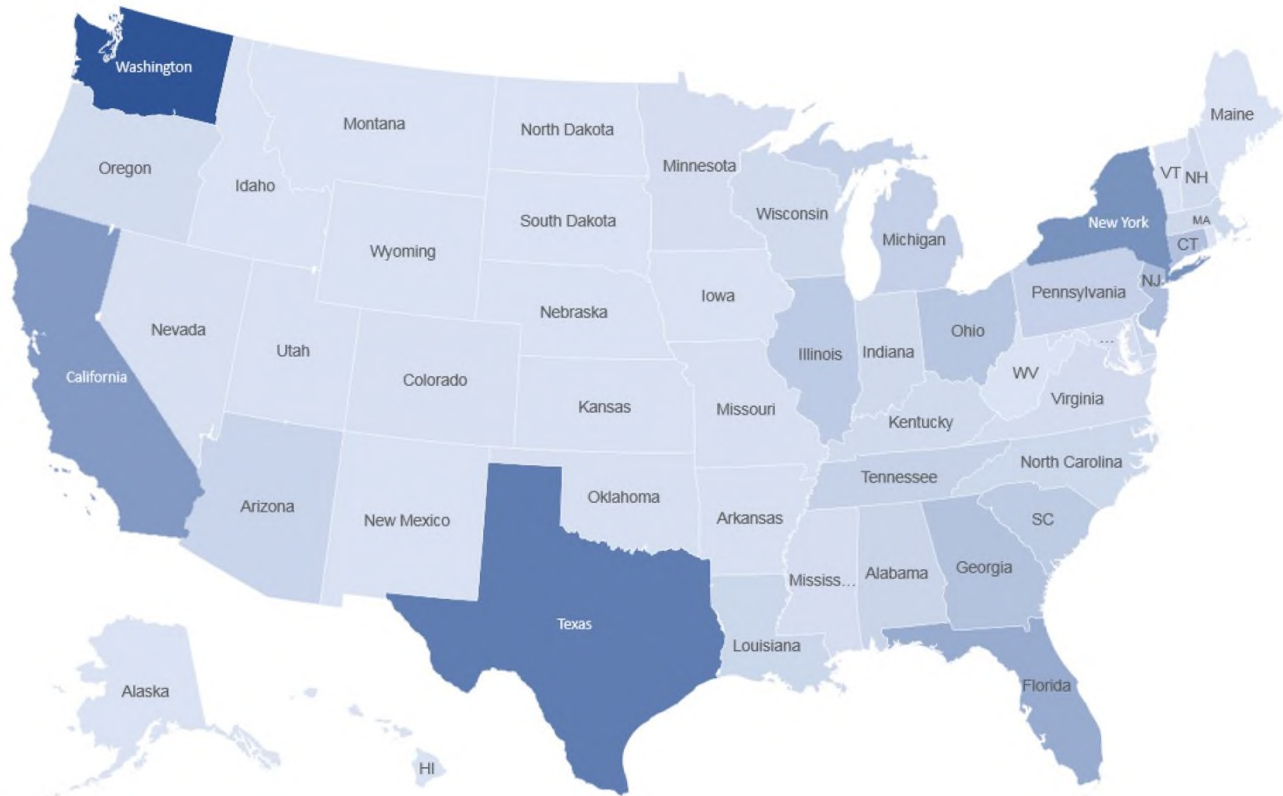 Washington
Montana
North Dakota
Minnesota
Maine
Oregon
Idaho
VT
NH
South Dakota
Wisconsin
New York
MA
Michigan
CT
Wyoming
Iowa
Pennsylvania
NJ
Nebraska
Nevada
Ohio
...
Utah
Illinois
Indiana
California
Colorado
WV
Kansas
Missouri
Virginia
Kentucky
North Carolina
Tennessee
Arizona
Oklahoma
New Mexico
Arkansas
SC
Mississ...
Alabama
Georgia
Texas
Louisiana
Florida
Alaska
HI